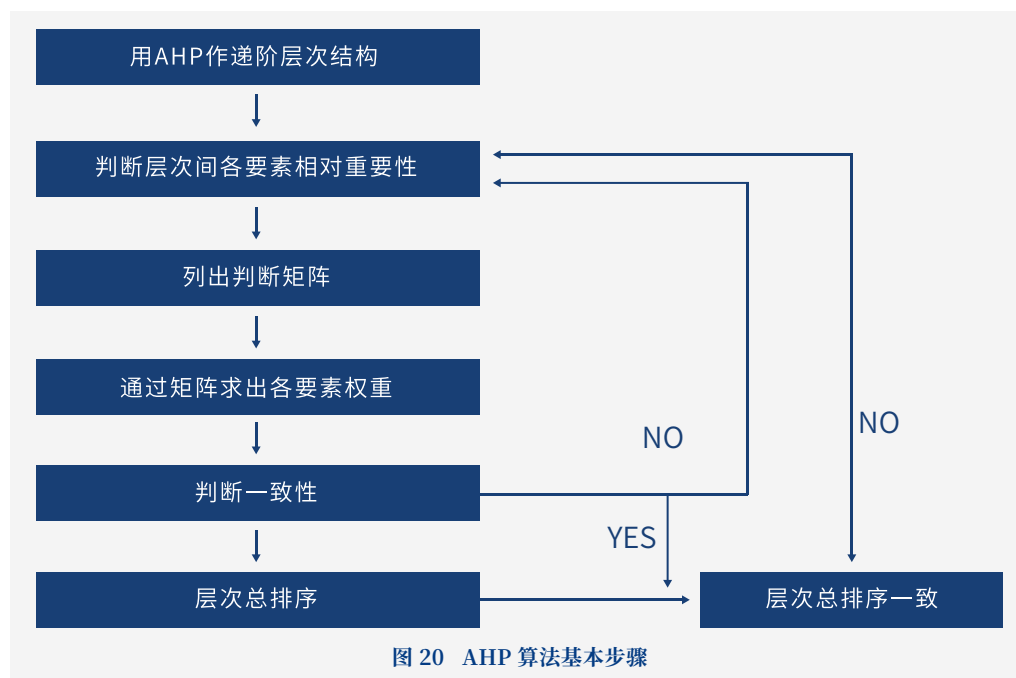 用AHP作递阶层次结构
判断层次间各要素相对重要性
列出判断矩阵
通过矩阵求出各要素权重
NO
NO
判断一致性
YES
层次总排序
层次总排序一致
图 20 AHP 算法基本步骤